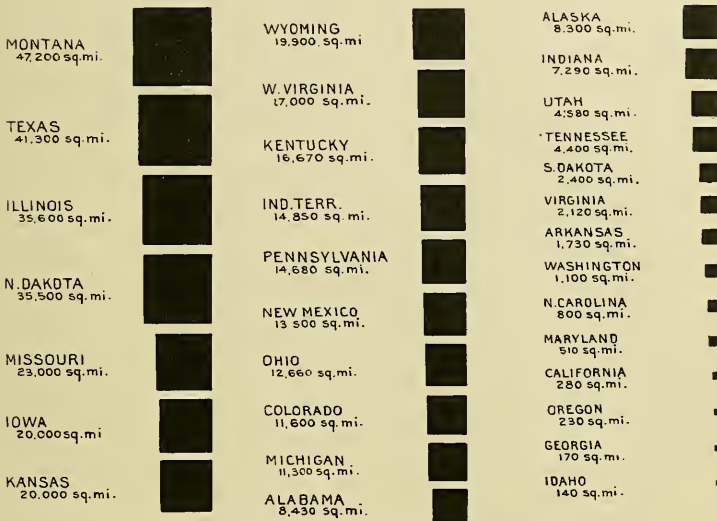 MONTANA
47,200 sq.mi.
TEXAS
41,300 sq.mi.
ILLINOIS
35,600 sq.mi.
N.DAKOTA
35,500 sq.mi.
MISSOURI
23,000 sq.mi.
IOWA
20,000 sq.mi
KANSAS
20,000 sq.mi.
WYOMING
19,900 sq.mi
W.VIRGINIA
17,000 sq.mi.
KENTUCKY
16,670 sq.mi.
IND.TERR.
14,850 sq.mi.
PENNSYLVANIA
14,680 sq.mi.
NEW MEXICO
13 500 sq.mi.
OHIO
12,660 sq.mi.
COLORADO
11,600 sq.mi.
MICHIGAN
11,300 sq.mi.
ALABAMA
8,430 sq.mi.
ALASKA
8,300 sq.mi.
INDIANA
7,290 sq.mi.
UTAH
4,580 sq.mi.
TENNESSEE
4,400 sq.mi.
S.DAKOTA
2,400 sq.mi.
VIRGINIA
2,120 sq.mi.
ARKANSAS
1,730 sq.mi.
WASHINGTON
1,100 sq.mi.
N.CAROLINA
800 sq.mi.
MARYLAND
510 sq.mi.
CALIFORNIA
280 sq.mi.
OREGON
230 sq.mi.
GEORGIA
170 sq.mi.
IDAHO
140 sq.mi.